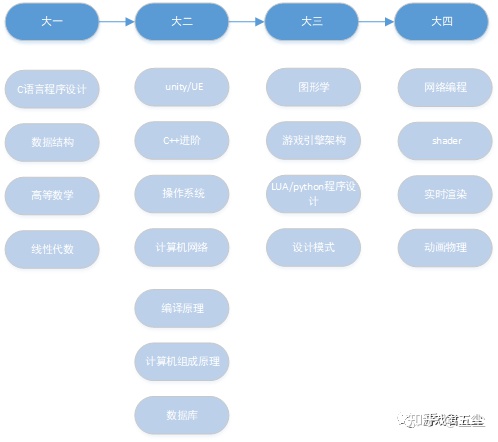 大一
大二
大三
大四
C语言程序设计
数据结构
高等数学
线性代数
unity/UE
C++进阶
操作系统
计算机网络
编译原理
计算机组成原理
数据库
图形学
游戏引擎架构
LUA/python程序设
计
设计模式
网络编程
shader
实时渲染
动画物理
游戏君五尘